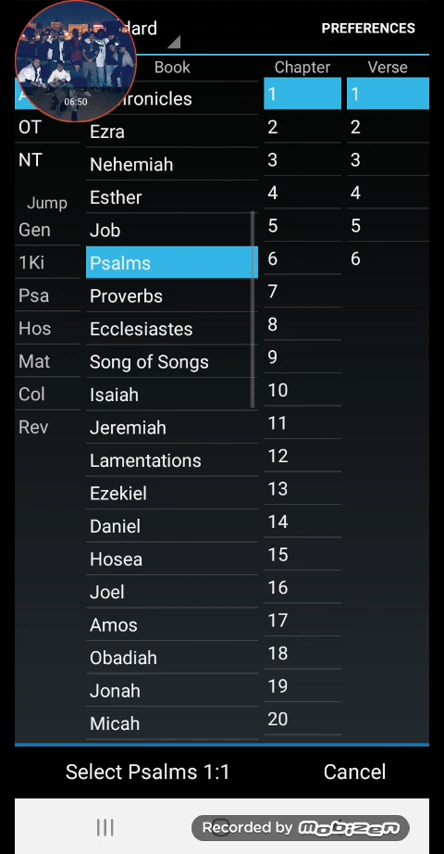 dard
PREFERENCES
Book
Chapter
Verse
06:50
A
OT
NT
Jump
Gen
1Ki
Psa
Hos
Mat
Col
Rev
ronicles
Ezra
Nehemiah
Esther
Job
Psalms
Proverbs
Ecclesiastes
Song of Songs
Isaiah
Jeremiah
Lamentations
Ezekiel
Daniel
Hosea
Joel
Amos
Obadiah
Jonah
Micah
1
2
3
4
5
6
7
8
9
10
11
12
13
14
15
16
17
18
19
20
1
2
3
4
5
6
Select Psalms 1:1
Cancel
Recorded by mobizen